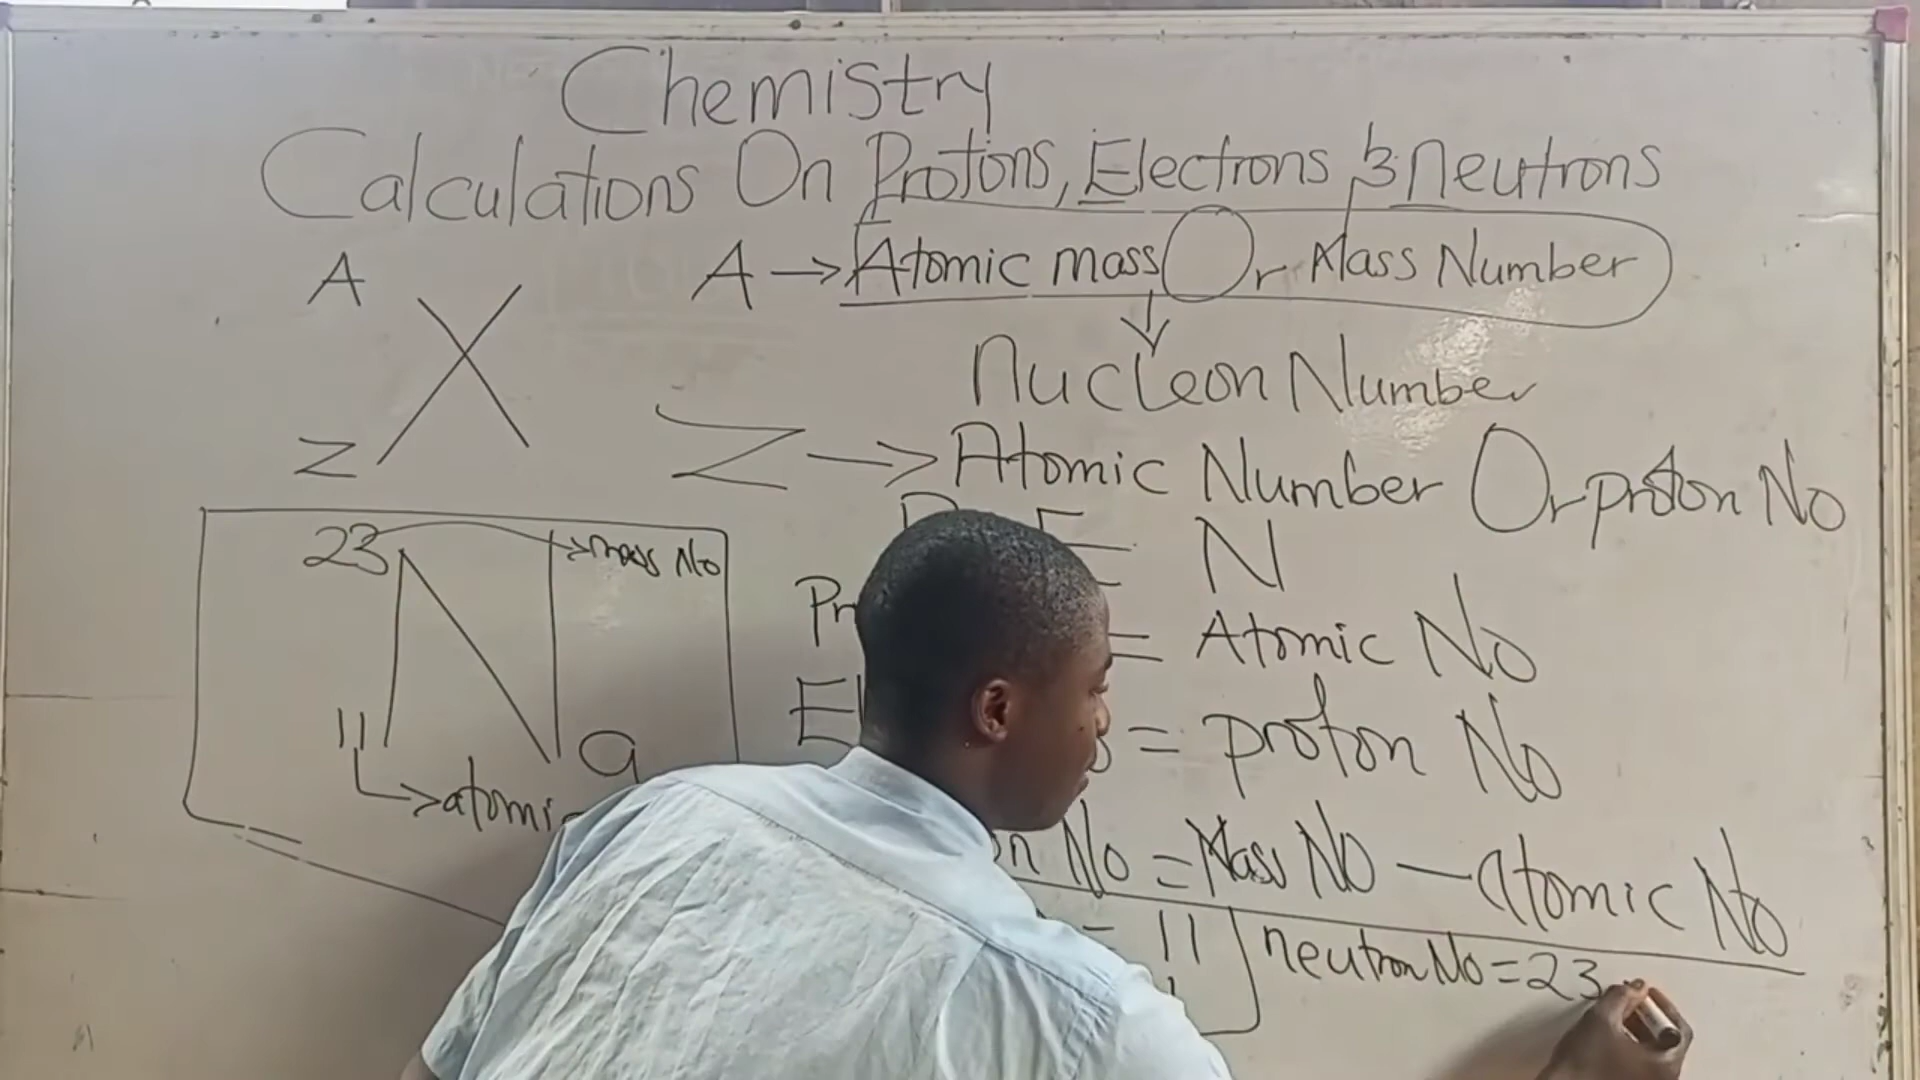 Chemistry
Calculations On Protons, Electrons & neutrons
A
X
Z
A → Atomic mass Or Mass Number
Nucleon Number
Z → Atomic Number Or proton No
N
= Atomic No
= proton No
No = Mass No — atomic No
23
Na
11
→ mass No
→
= 11
neutron No = 23